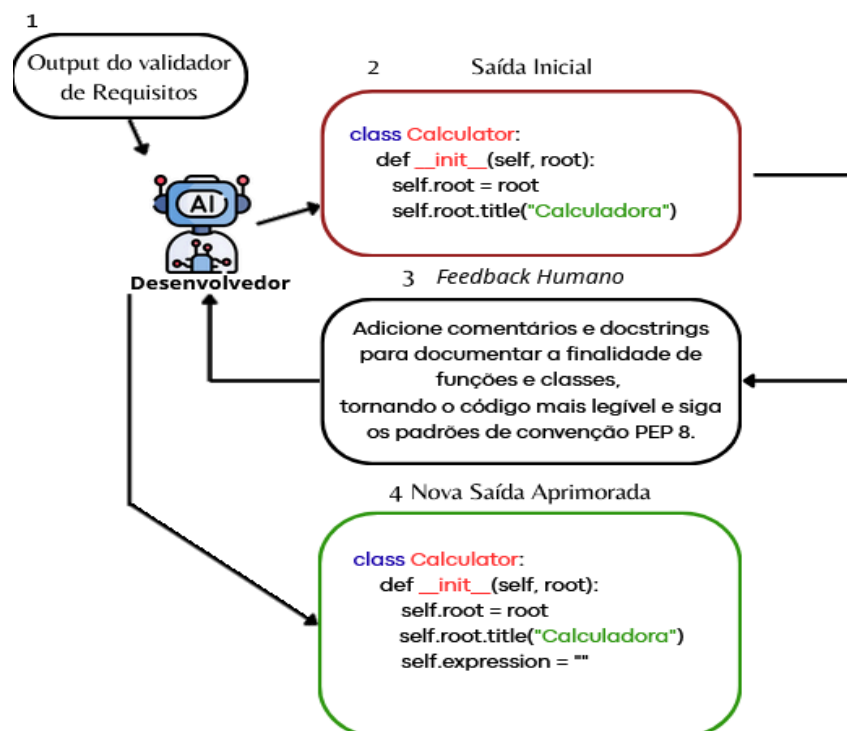 1
Output do validador
de Requisitos
2 Saída Inicial
class Calculator:
def __init__(self, root):
self.root = root
self.root.title("Calculadora")
AI
Desenvolvedor
3 Feedback Humano
Adicione comentários e docstrings
para documentar a finalidade de
funções e classes,
tornando o código mais legível e siga
os padrões de convenção PEP 8.
4 Nova Saída Aprimorada
class Calculator:
def __init__(self, root):
self.root = root
self.root.title("Calculadora")
self.expression = ""